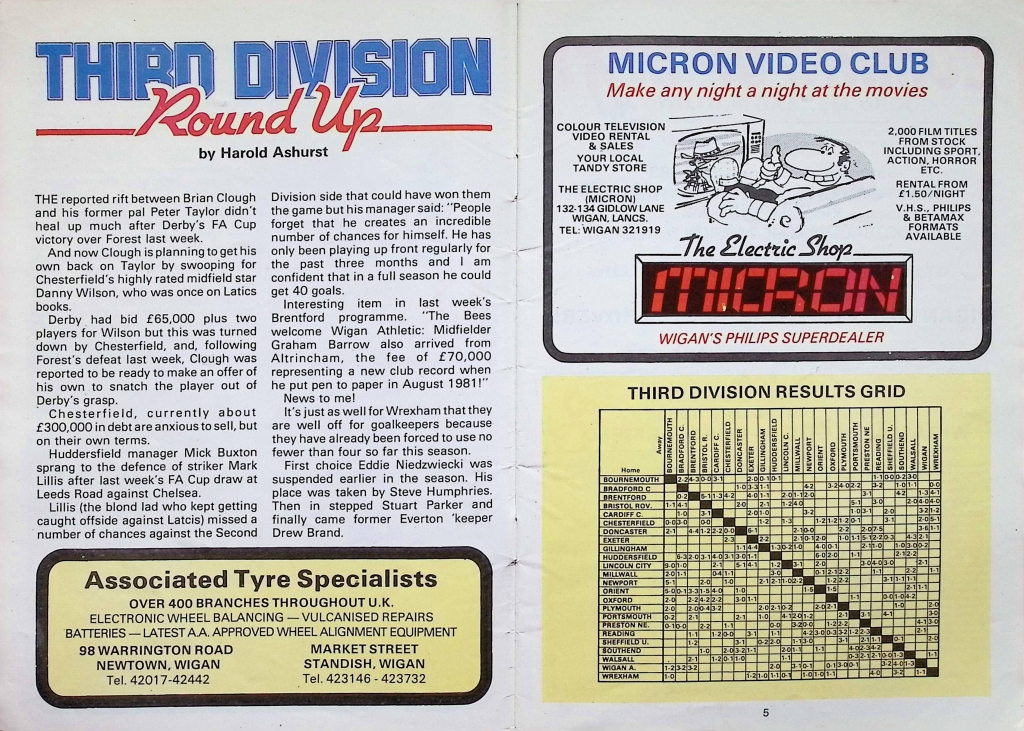 THIRD DIVISION
Round Up
by Harold Ashurst
THE reported rift between Brian Clough
and his former pal Peter Taylor didn't
heal up much after Derby's FA Cup
victory over Forest last week.
And now Clough is planning to get his
own back on Taylor by swooping for
Chesterfield's highly rated midfield star
Danny Wilson, who was once on Latics
books.
Derby had bid £65,000 plus two
players for Wilson but this was turned
down by Chesterfield, and, following
Forest's defeat last week, Clough was
reported to be ready to make an offer of
his own to snatch the player out of
Derby's grasp.
Chesterfield, currently about
£300,000 in debt are anxious to sell, but
on their own terms.
Huddersfield manager Mick Buxton
sprang to the defence of striker Mark
Lillis after last week's FA Cup draw at
Leeds Road against Chelsea.
Lillis (the blond lad who kept getting
caught offside against Latcis) missed a
number of chances against the Second
Division side that could have won them
the game but his manager said: "People
forget that he creates an incredible
number of chances for himself. He has
only been playing up front regularly for
the past three months and I am
confident that in a full season he could
get 40 goals.
Interesting item in last week's
Brentford programme. "The Bees
welcome Wigan Athletic: Midfielder
Graham Barrow also arrived from
Altrincham, the fee of £70,000
representing a new club record when
he put pen to paper in August 1981!"
News to me!
It's just as well for Wrexham that they
are well off for goalkeepers because
they have already been forced to use no
fewer than four so far this season.
First choice Eddie Niedzwiecki was
suspended earlier in the season. His
place was taken by Steve Humphries.
Then in stepped Stuart Parker and
finally came former Everton 'keeper
Drew Brand.
Associated Tyre Specialists
OVER 400 BRANCHES THROUGHOUT U.K.
ELECTRONIC WHEEL BALANCING — VULCANISED REPAIRS
BATTERIES — LATEST A.A. APPROVED WHEEL ALIGNMENT EQUIPMENT
98 WARRINGTON ROAD
NEWTOWN, WIGAN
Tel. 42017-42442
MARKET STREET
STANDISH, WIGAN
Tel. 423146 - 423732
MICRON VIDEO CLUB
Make any night a night at the movies
COLOUR TELEVISION
VIDEO RENTAL
& SALES
YOUR LOCAL
TANDY STORE
THE ELECTRIC SHOP
(MICRON)
132-134 GIDLOW LANE
WIGAN, LANCS.
TEL: WIGAN 321919
2,000 FILM TITLES
FROM STOCK
INCLUDING SPORT,
ACTION, HORROR
ETC.
RENTAL FROM
£1.50/NIGHT
V.H.S., PHILIPS
& BETAMAX
FORMATS
AVAILABLE
The Electric Shop
MICRON
WIGAN'S PHILIPS SUPERDEALER
THIRD DIVISION RESULTS GRID
Away
Home
BOURNEMOUTH
BRADFORD C.
BRENTFORD
BRISTOL R.
CARDIFF C.
CHESTERFIELD
DONCASTER
EXETER
GILLINGHAM
HUDDERSFIELD
LINCOLN C.
MILLWALL
NEWPORT
ORIENT
OXFORD
PLYMOUTH
PORTSMOUTH
PRESTON NE
READING
SHEFFIELD U.
SOUTHEND
WALSALL
WIGAN
WREXHAM
BOURNEMOUTH
BRADFORD C
BRENTFORD
BRISTOL ROV.
CARDIFF C.
CHESTERFIELD
DONCASTER
EXETER
GILLINGHAM
HUDDERSFIELD
LINCOLN CITY
MILLWALL
NEWPORT
ORIENT
OXFORD
PLYMOUTH
PORTSMOUTH
PRESTON NE.
READING
SHEFFIELD U.
SOUTHEND
WALSALL
WIGAN A.
WREXHAM
5